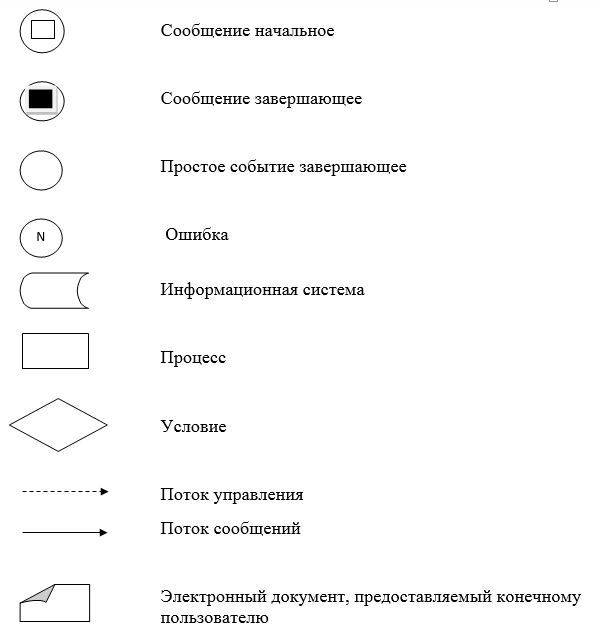 Сообщение начальное
Сообщение завершающее
Простое событие завершающее
N
Ошибка
Информационная система
Процесс
Условие
Поток управления
Поток сообщений
Электронный документ, предоставляемый конечному
пользователю